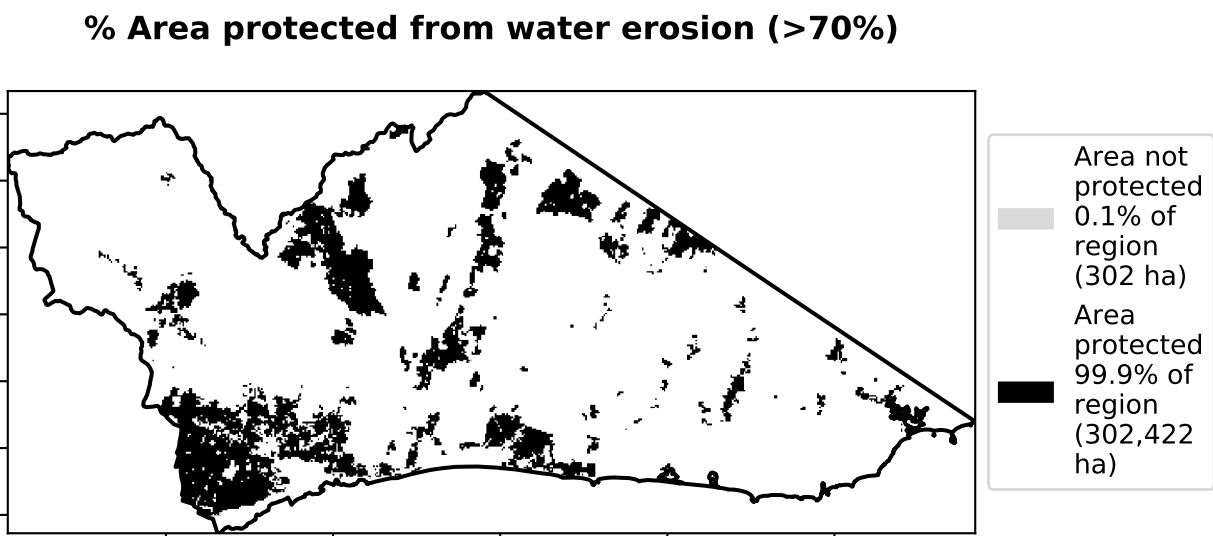 % Area protected from water erosion (>70%)
Area not
protected
0.1% of
region
(302 ha)
Area
protected
99.9% of
region
(302,422
ha)